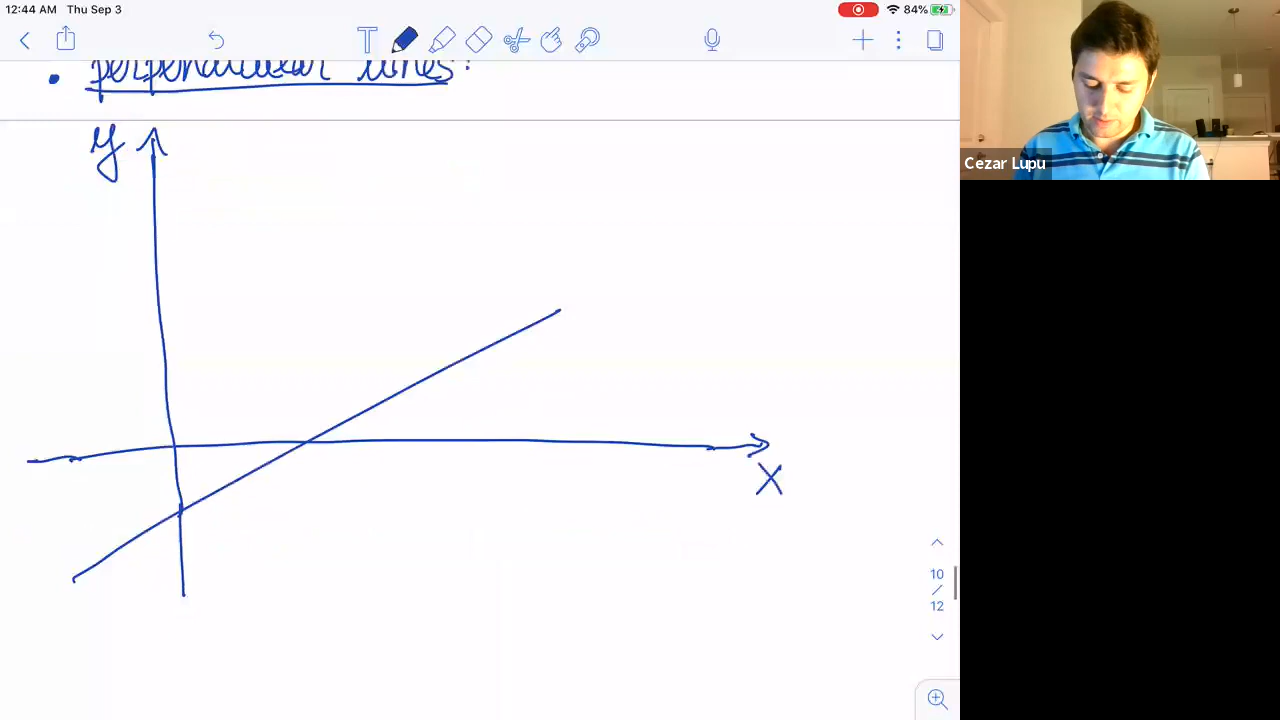 12:44 AM Thu Sep 3
84%
T
• perpendicular lines:
y
Cezar Lupu
X
10
/
12